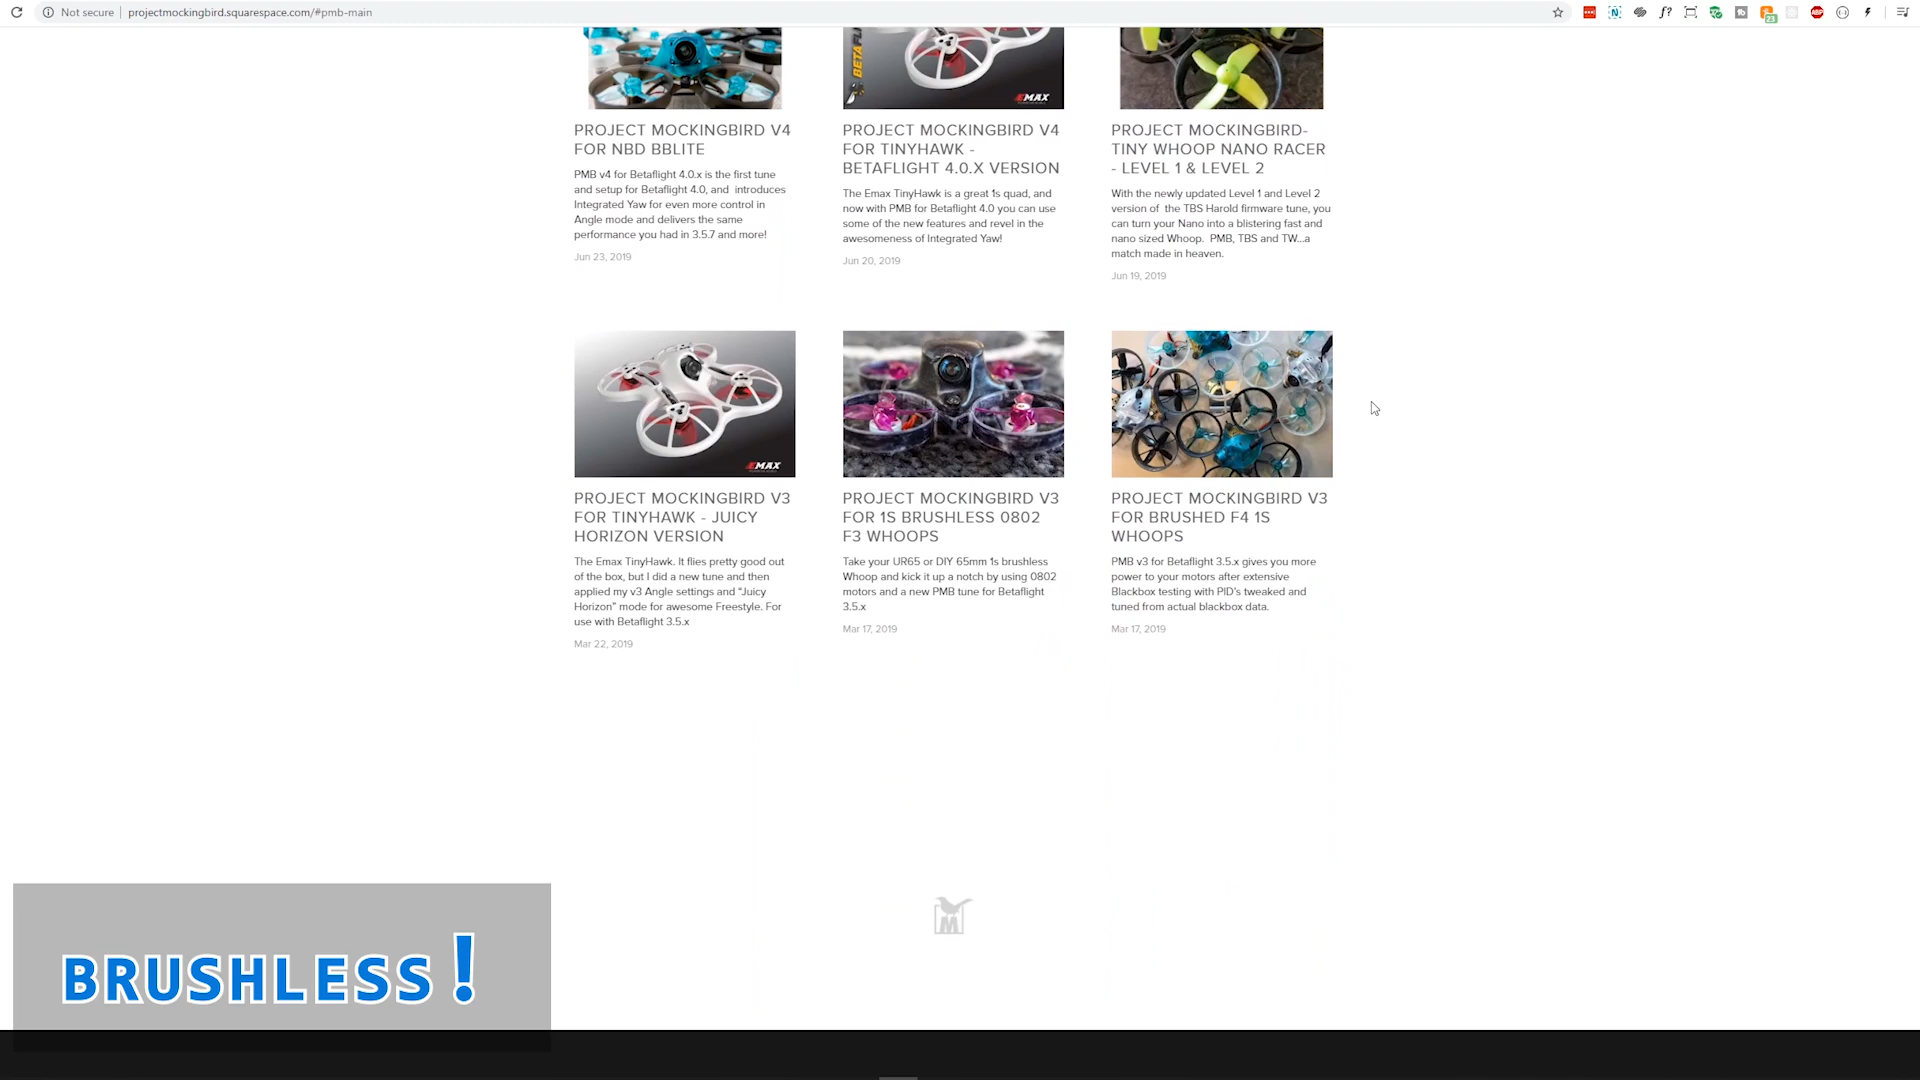 Not secure
projectmockingbird.squarespace.com/#pmb-main
f?
23
ABP
BETA FL
EMAX
PROJECT MOCKINGBIRD V4
FOR NBD BBLITE
PMB v4 for Betaflight 4.0.x is the first tune
and setup for Betaflight 4.0, and introduces
Integrated Yaw for even more control in
Angle mode and delivers the same
performance you had in 3.5.7 and more!
Jun 23, 2019
PROJECT MOCKINGBIRD V4
FOR TINYHAWK -
BETAFLIGHT 4.0.X VERSION
The Emax TinyHawk is a great 1s quad, and
now with PMB for Betaflight 4.0 you can use
some of the new features and revel in the
awesomeness of Integrated Yaw!
Jun 20, 2019
PROJECT MOCKINGBIRD-
TINY WHOOP NANO RACER
- LEVEL 1 & LEVEL 2
With the newly updated Level 1 and Level 2
version of the TBS Harold firmware tune, you
can turn your Nano into a blistering fast and
nano sized Whoop. PMB, TBS and TW...a
match made in heaven.
Jun 19, 2019
EMAX
PROJECT MOCKINGBIRD V3
FOR TINYHAWK - JUICY
HORIZON VERSION
The Emax TinyHawk. It flies pretty good out
of the box, but I did a new tune and then
applied my v3 Angle settings and “Juicy
Horizon” mode for awesome Freestyle. For
use with Betaflight 3.5.x
Mar 22, 2019
PROJECT MOCKINGBIRD V3
FOR 1S BRUSHLESS 0802
F3 WHOOPS
Take your UR65 or DIY 65mm 1s brushless
Whoop and kick it up a notch by using 0802
motors and a new PMB tune for Betaflight
3.5.x
Mar 17, 2019
PROJECT MOCKINGBIRD V3
FOR BRUSHED F4 1S
WHOOPS
PMB v3 for Betaflight 3.5.x gives you more
power to your motors after extensive
Blackbox testing with PID's tweaked and
tuned from actual blackbox data.
Mar 17, 2019
M
BRUSHLESS!